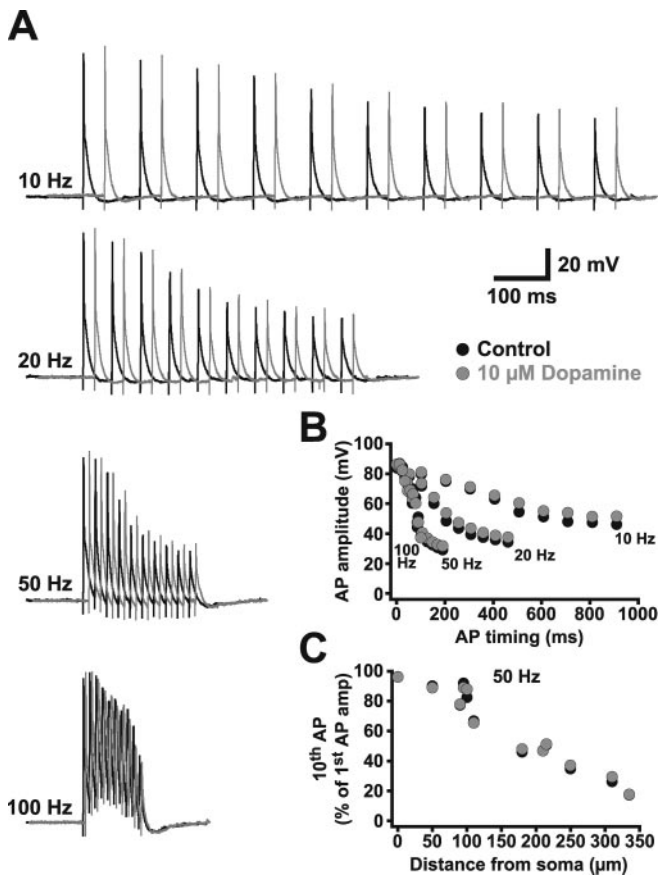 A
10 Hz
20 mV
100 ms
20 Hz
Control
10 µM Dopamine
B
AP amplitude (mV)
100
80
60
40
20
0
100
Hz
50 Hz
20 Hz
10 Hz
0 200 400 600 800 1000
AP timing (ms)
50 Hz
C
50 Hz
10th AP
(% of 1st AP amp)
100
80
60
40
20
0
0 50 100 150 200 250 300 350
Distance from soma (µm)
100 Hz